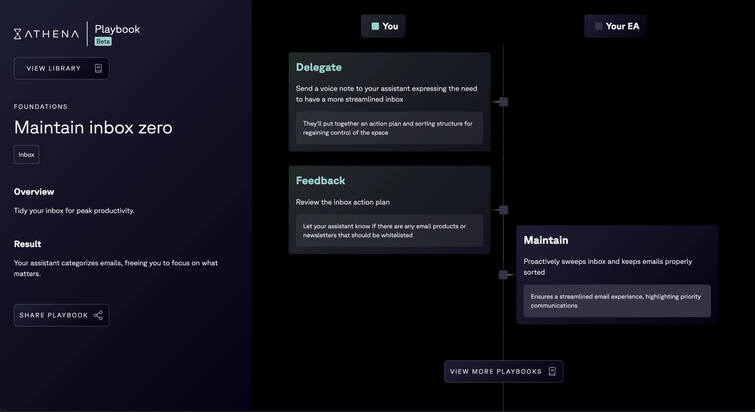 ATHENA
Playbook
Beta
VIEW LIBRARY
FOUNDATIONS
Maintain inbox zero
Inbox
Overview
Tidy your inbox for peak productivity.
Result
Your assistant categorizes emails, freeing you to focus on what
matters.
SHARE PLAYBOOK
You
Your EA
Delegate
Send a voice note to your assistant expressing the need
to have a more streamlined inbox
They'll put together an action plan and sorting structure for
regaining control of the space
Feedback
Review the inbox action plan
Let your assistant know if there are any email products or
newsletters that should be whitelisted
Maintain
Proactively sweeps inbox and keeps emails properly
sorted
Ensures a streamlined email experience, highlighting priority
communications
VIEW MORE PLAYBOOKS